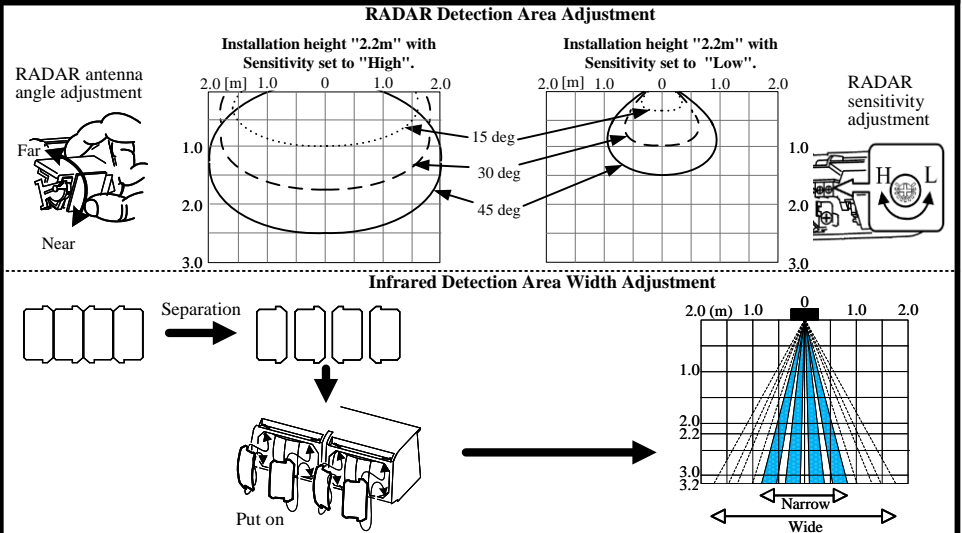 RADAR Detection Area Adjustment
Installation height "2.2m" with
Sensitivity set to "High".
Installation height "2.2m" with
Sensitivity set to "Low".
RADAR antenna
angle adjustment
Far
Near
2.0 [m] 1.0 0 1.0 2.0
1.0
2.0
3.0
15 deg
30 deg
45 deg
2.0 [m] 1.0 0 1.0 2.0
1.0
2.0
3.0
RADAR
sensitivity
adjustment
H L
Infrared Detection Area Width Adjustment
Separation
Put on
2.0 (m) 1.0 0 1.0 2.0
1.0
2.0
2.2
3.0
3.2
Narrow
Wide